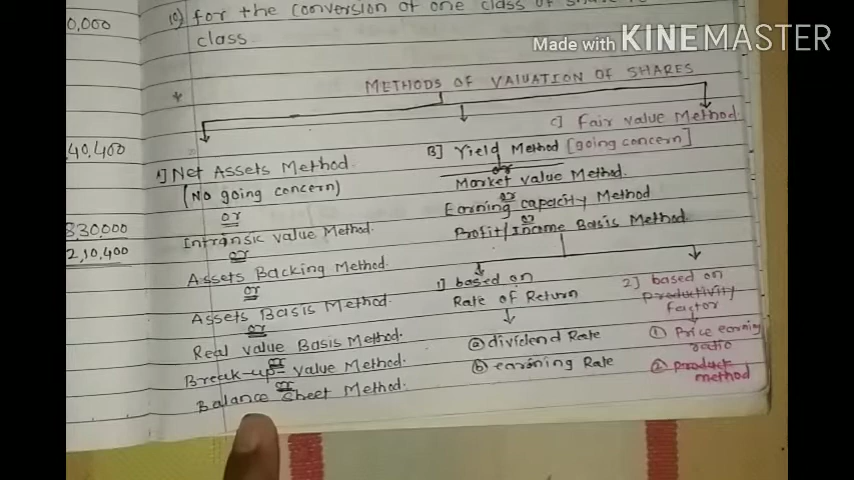 0,000
10) for the conversion of one class of share to
class.
Made with KINEMASTER
METHODS OF VALUATION OF SHARES
40,400
830,000
2,10,400
A] Net Assets Method.
(No going concern)
or
Intrinsic value Method.
or
Assets Backing Method.
or
Assets Basis Method.
or
Real value Basis Method.
or
Break-up value Method.
or
Balance Sheet Method.
B] Yield Method [going concern]
or
Market value Method.
or
Earning capacity Method
or
Profit/Income Basis Method.
1) based on
Rate of Return
(a) dividend Rate
(b) earning Rate
2] based on
Productivity
factor
(1) Price earning
ratio
(2) Product
method
C] Fair value Method.